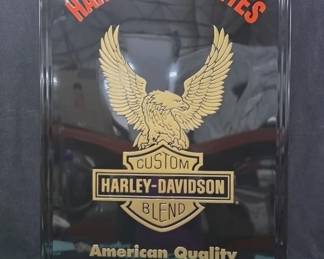 CUSTOM
HARLEY-DAVIDSON
BLEND
American Quality